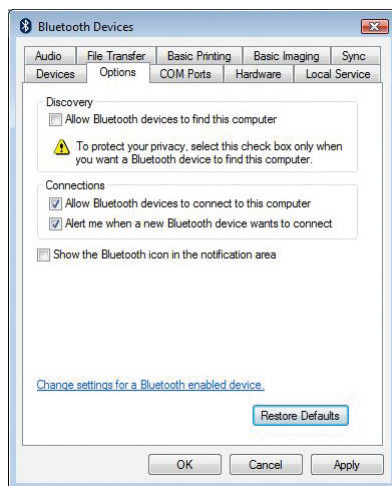 Bluetooth Devices
Audio File Transfer Basic Printing Basic Imaging Sync
Devices Options COM Ports Hardware Local Service
Discovery
Allow Bluetooth devices to find this computer
To protect your privacy, select this check box only when
you want a Bluetooth device to find this computer.
Connections
Allow Bluetooth devices to connect to this computer
Alert me when a new Bluetooth device wants to connect
Show the Bluetooth icon in the notification area
Change settings for a Bluetooth enabled device.
Restore Defaults
OK Cancel Apply